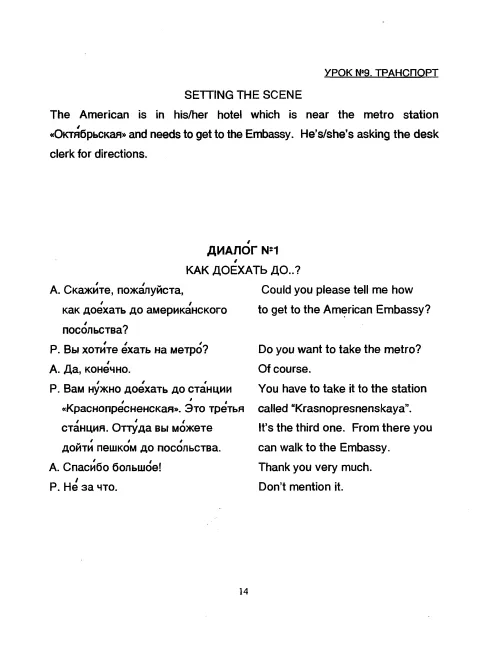 УРОК №9. ТРАНСПОРТ
SETTING THE SCENE
The American is in his/her hotel which is near the metro station
«Октя́брьская» and needs to get to the Embassy. He's/she's asking the desk
clerk for directions.
ДИАЛО́Г №1
КАК ДОЕ́ХАТЬ ДО..?
А. Скажи́те, пожа́луйста, Could you please tell me how
как дое́хать до америка́нского to get to the American Embassy?
посо́льства?
Р. Вы хоти́те е́хать на метро́? Do you want to take the metro?
А. Да, коне́чно. Of course.
Р. Вам ну́жно дое́хать до ста́нции You have to take it to the station
«Краснопре́сненская». Э́то тре́тья called "Krasnopresnenskaya".
ста́нция. Отту́да вы мо́жете It's the third one. From there you
дойти́ пешко́м до посо́льства. can walk to the Embassy.
А. Спаси́бо большо́е! Thank you very much.
Р. Не́ за что. Don't mention it.
14